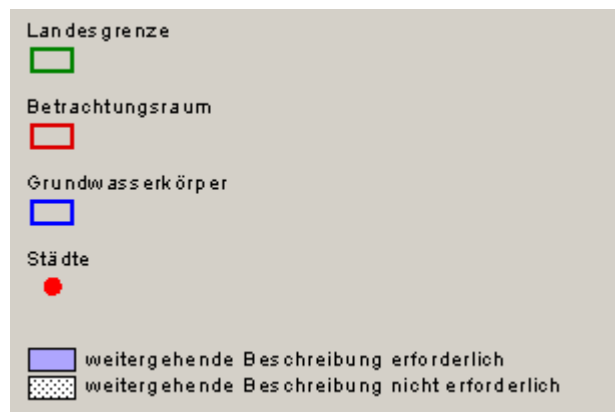 Landesgrenze
Betrachtungsraum
Grundwasserkörper
Städte
weitergehende Beschreibung erforderlich
weitergehende Beschreibung nicht erforderlich